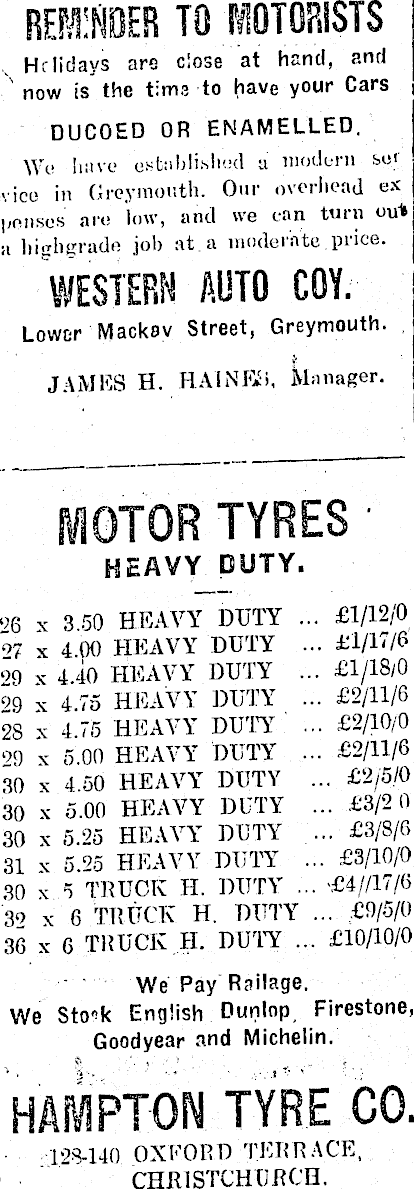 REMINDER TO MOTORISTS
Holidays are close at hand, and
now is the time to have your Cars
DUCOED OR ENAMELLED.
We have established a modern ser
vice in Greymouth. Our overhead ex
penses are low, and we can turn out
a highgrade job at a moderate price.
WESTERN AUTO COY.
Lower Mackay Street, Greymouth.
JAMES H. HAINES, Manager.
MOTOR TYRES
HEAVY DUTY.
26 x 3.50 HEAVY DUTY ... £1/12/0
27 x 4.00 HEAVY DUTY ... £1/17/6
29 x 4.40 HEAVY DUTY ... £1/18/0
29 x 4.75 HEAVY DUTY ... £2/11/6
28 x 4.75 HEAVY DUTY ... £2/10/0
29 x 5.00 HEAVY DUTY ... £2/11/6
30 x 4.50 HEAVY DUTY ... £2/5/0
30 x 5.00 HEAVY DUTY ... £3/2 0
30 x 5.25 HEAVY DUTY ... £3/8/6
31 x 5.25 HEAVY DUTY ... £3/10/0
30 x 5 TRUCK H. DUTY ... £4//17/6
32 x 6 TRUCK H. DUTY ... £9/5/0
36 x 6 TRUCK H. DUTY ... £10/10/0
We Pay Railage.
We Stock English Dunlop, Firestone,
Goodyear and Michelin.
HAMPTON TYRE CO.
128-140 OXFORD TERRACE,
CHRISTCHURCH.